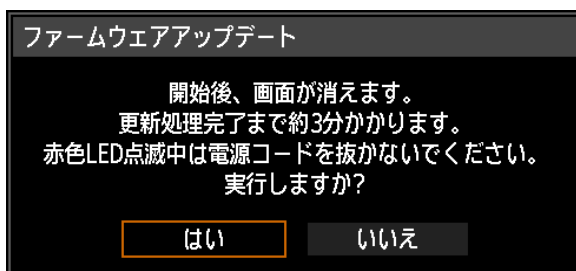 ファームウェアアップデート
開始後、画面が消えます。
更新処理完了まで約3分かかります。
赤色LED点滅中は電源コードを抜かないでください。
実行しますか?
はい
いいえ